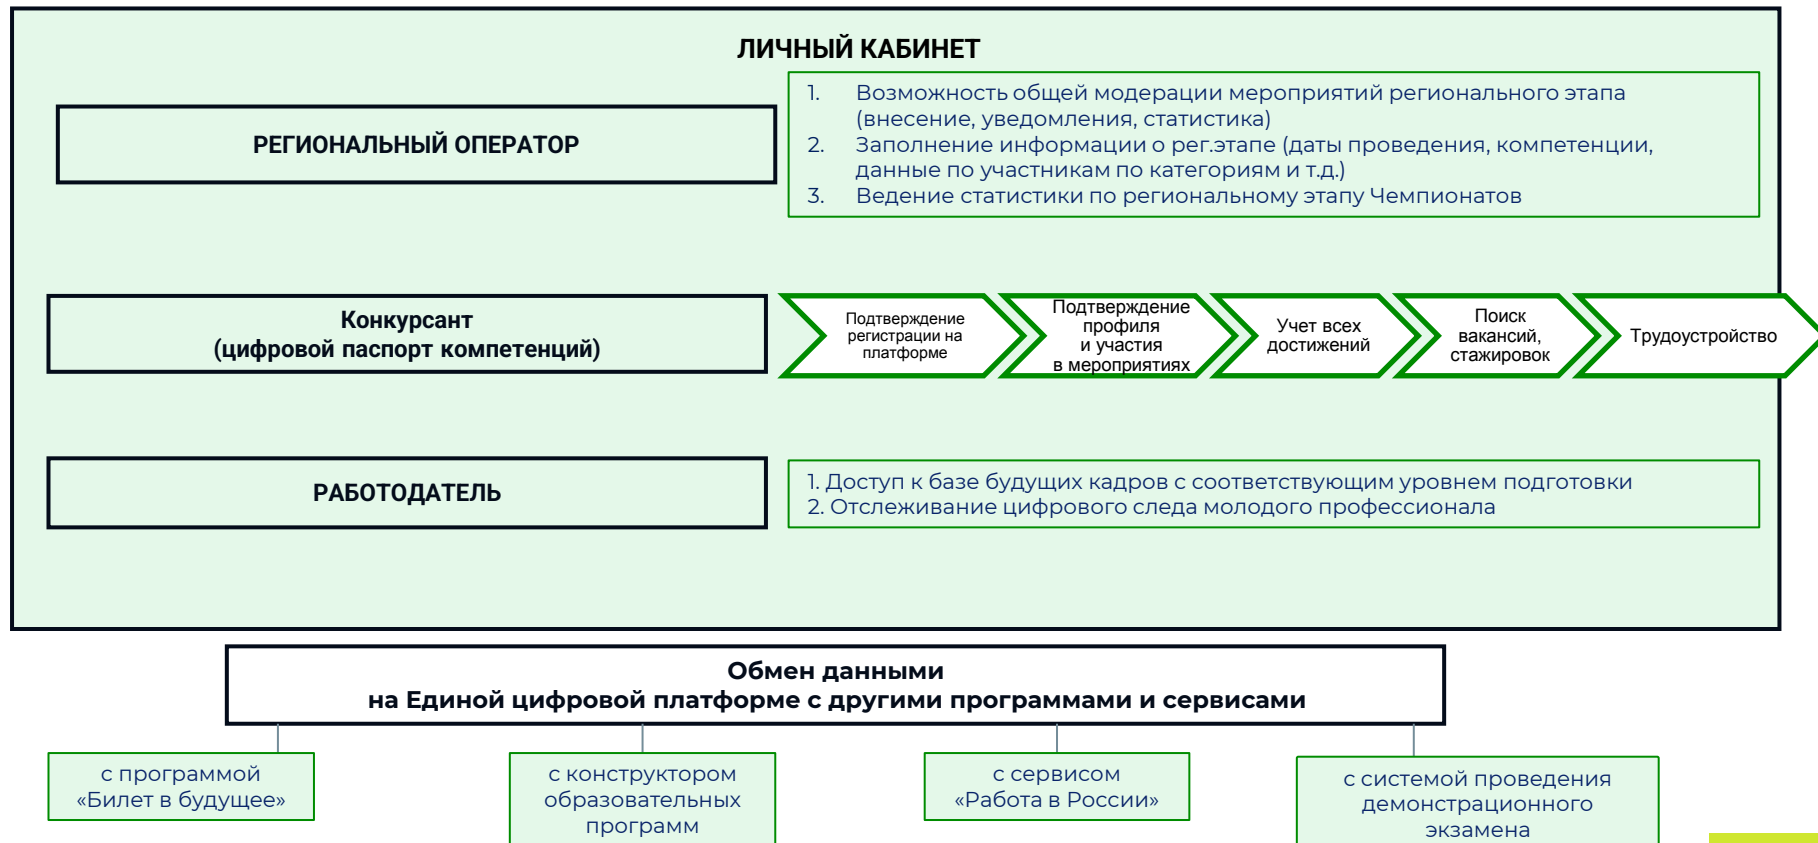 ЛИЧНЫЙ КАБИНЕТ
РЕГИОНАЛЬНЫЙ ОПЕРАТОР
1. Возможность общей модерации мероприятий регионального этапа
(внесение, уведомления, статистика)
2. Заполнение информации о рег.этапе (даты проведения, компетенции,
данные по участникам по категориям и т.д.)
3. Ведение статистики по региональному этапу Чемпионатов
Конкурсант
(цифровой паспорт компетенций)
Подтверждение
регистрации на
платформе
Подтверждение
профиля
и участия
в мероприятиях
Учет всех
достижений
Поиск
вакансий,
стажировок
Трудоустройство
РАБОТОДАТЕЛЬ
1. Доступ к базе будущих кадров с соответствующим уровнем подготовки
2. Отслеживание цифрового следа молодого профессионала
Обмен данными
на Единой цифровой платформе с другими программами и сервисами
с программой
«Билет в будущее»
с конструктором
образовательных
программ
с сервисом
«Работа в России»
с системой проведения
демонстрационного
экзамена